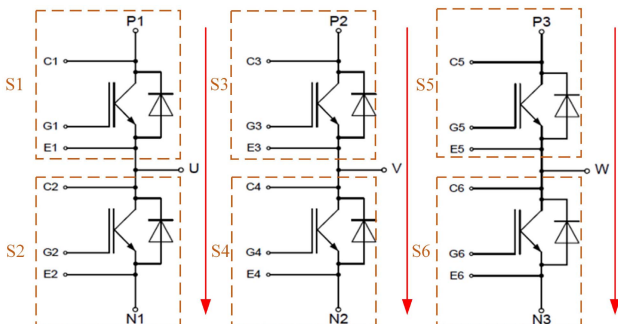 P1 P2 P3
C1 C3 C5
S1 S3 S5
G1 G3 G5
E1 E3 E5
U V W
C2 C4 C6
S2 S4 S6
G2 G4 G6
E2 E4 E6
N1 N2 N3